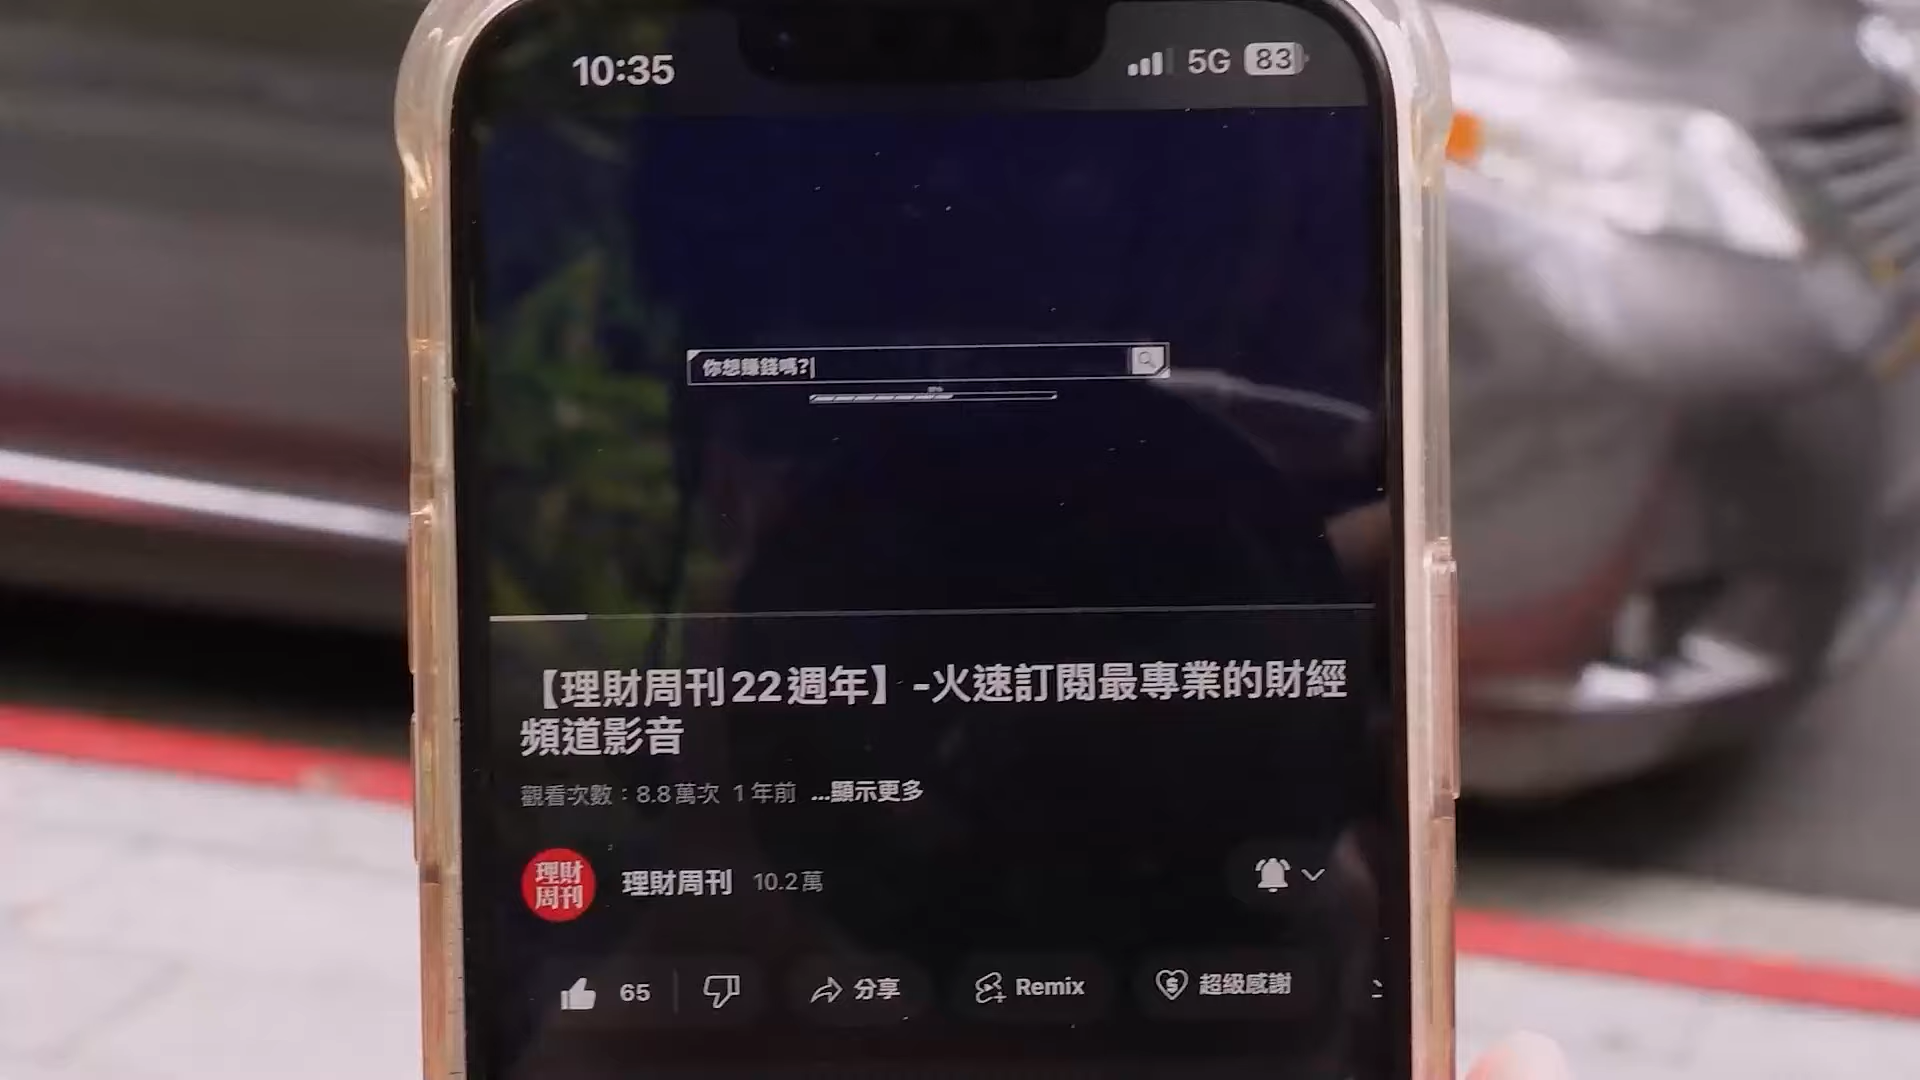 10:35
5G 83
你想賺錢嗎?
【理財周刊22週年】-火速訂閱最專業的財經
頻道影音
觀看次數：8.8萬次 1年前 ...顯示更多
理財
周刊
理財周刊 10.2萬
65 分享 Remix 超級感謝